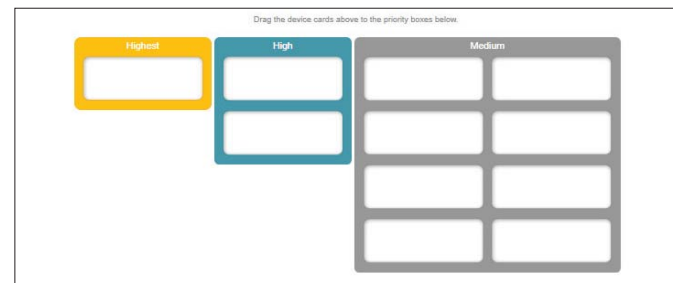 Drag the device cards above to the priority boxes below.
Highest
High
Medium